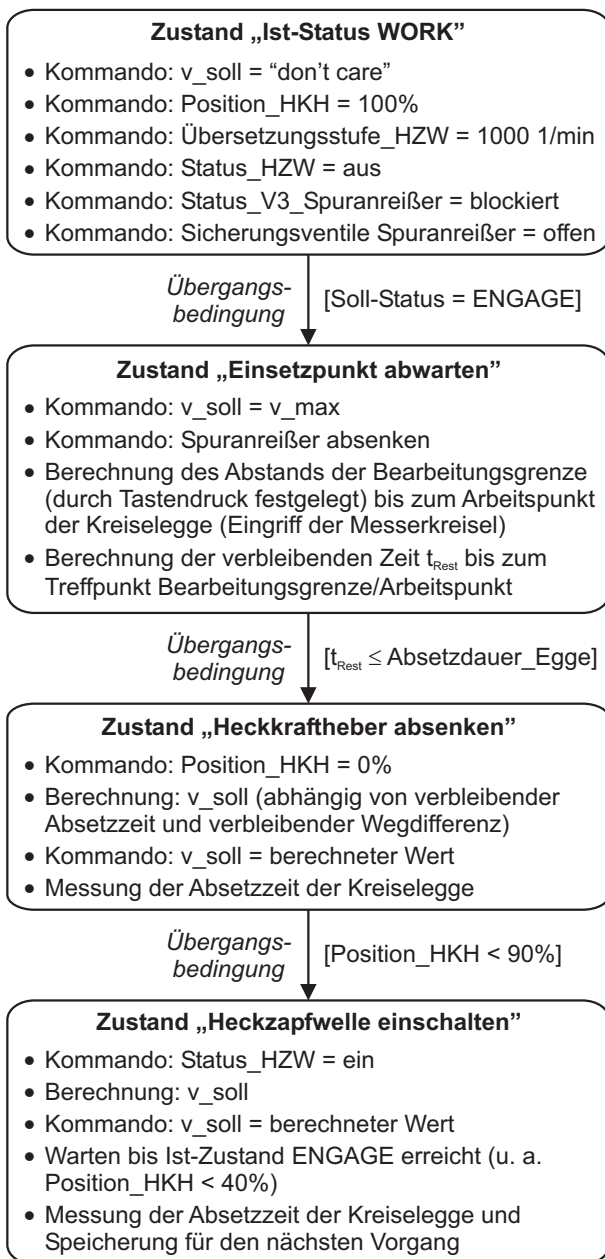 Zustand „Ist-Status WORK”
• Kommando: v_soll = “don’t care”
• Kommando: Position_HKH = 100%
• Kommando: Übersetzungsstufe_HZW = 1000 1/min
• Kommando: Status_HZW = aus
• Kommando: Status_V3_Spuranreißer = blockiert
• Kommando: Sicherungsventile Spuranreißer = offen
Übergangs-
bedingung
[Soll-Status = ENGAGE]
Zustand „Einsetzpunkt abwarten”
• Kommando: v_soll = v_max
• Kommando: Spuranreißer absenken
• Berechnung des Abstands der Bearbeitungsgrenze
(durch Tastendruck festgelegt) bis zum Arbeitspunkt
der Kreiselegge (Eingriff der Messerkreisel)
• Berechnung der verbleibenden Zeit tRest bis zum
Treffpunkt Bearbeitungsgrenze/Arbeitspunkt
Übergangs-
bedingung
[tRest ≤ Absetzdauer_Egge]
Zustand „Heckkraftheber absenken”
• Kommando: Position_HKH = 0%
• Berechnung: v_soll (abhängig von verbleibender
Absetzzeit und verbleibender Wegdifferenz)
• Kommando: v_soll = berechneter Wert
• Messung der Absetzzeit der Kreiselegge
Übergangs-
bedingung
[Position_HKH < 90%]
Zustand „Heckzapfwelle einschalten”
• Kommando: Status_HZW = ein
• Berechnung: v_soll
• Kommando: v_soll = berechneter Wert
• Warten bis Ist-Zustand ENGAGE erreicht (u. a.
Position_HKH < 40%)
• Messung der Absetzzeit der Kreiselegge und
Speicherung für den nächsten Vorgang